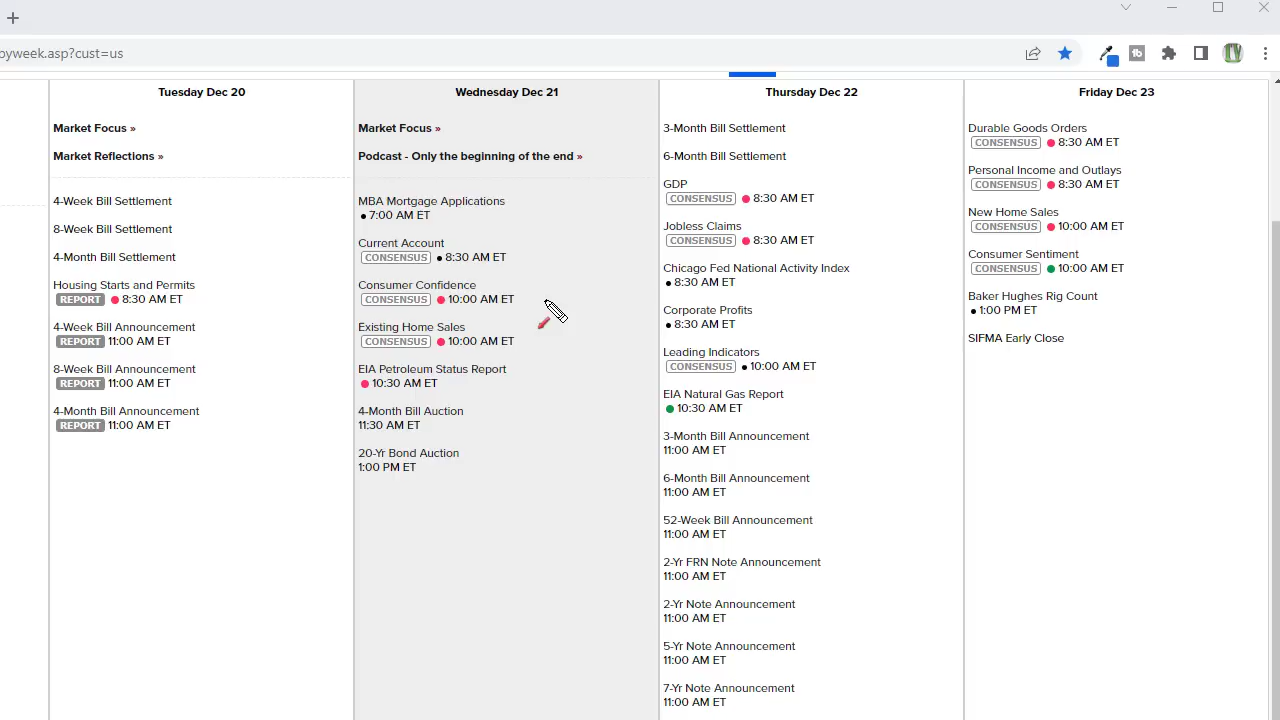 byweek.asp?cust=us
Tuesday Dec 20
Market Focus »
Market Reflections »
4-Week Bill Settlement
8-Week Bill Settlement
4-Month Bill Settlement
Housing Starts and Permits
REPORT 8:30 AM ET
4-Week Bill Announcement
REPORT 11:00 AM ET
8-Week Bill Announcement
REPORT 11:00 AM ET
4-Month Bill Announcement
REPORT 11:00 AM ET
Wednesday Dec 21
Market Focus »
Podcast - Only the beginning of the end »
MBA Mortgage Applications
7:00 AM ET
Current Account
CONSENSUS 8:30 AM ET
Consumer Confidence
CONSENSUS 10:00 AM ET
Existing Home Sales
CONSENSUS 10:00 AM ET
EIA Petroleum Status Report
10:30 AM ET
4-Month Bill Auction
11:30 AM ET
20-Yr Bond Auction
1:00 PM ET
Thursday Dec 22
3-Month Bill Settlement
6-Month Bill Settlement
GDP
CONSENSUS 8:30 AM ET
Jobless Claims
CONSENSUS 8:30 AM ET
Chicago Fed National Activity Index
8:30 AM ET
Corporate Profits
8:30 AM ET
Leading Indicators
CONSENSUS 10:00 AM ET
EIA Natural Gas Report
10:30 AM ET
3-Month Bill Announcement
11:00 AM ET
6-Month Bill Announcement
11:00 AM ET
52-Week Bill Announcement
11:00 AM ET
2-Yr FRN Note Announcement
11:00 AM ET
2-Yr Note Announcement
11:00 AM ET
5-Yr Note Announcement
11:00 AM ET
7-Yr Note Announcement
11:00 AM ET
Friday Dec 23
Durable Goods Orders
CONSENSUS 8:30 AM ET
Personal Income and Outlays
CONSENSUS 8:30 AM ET
New Home Sales
CONSENSUS 10:00 AM ET
Consumer Sentiment
CONSENSUS 10:00 AM ET
Baker Hughes Rig Count
1:00 PM ET
SIFMA Early Close